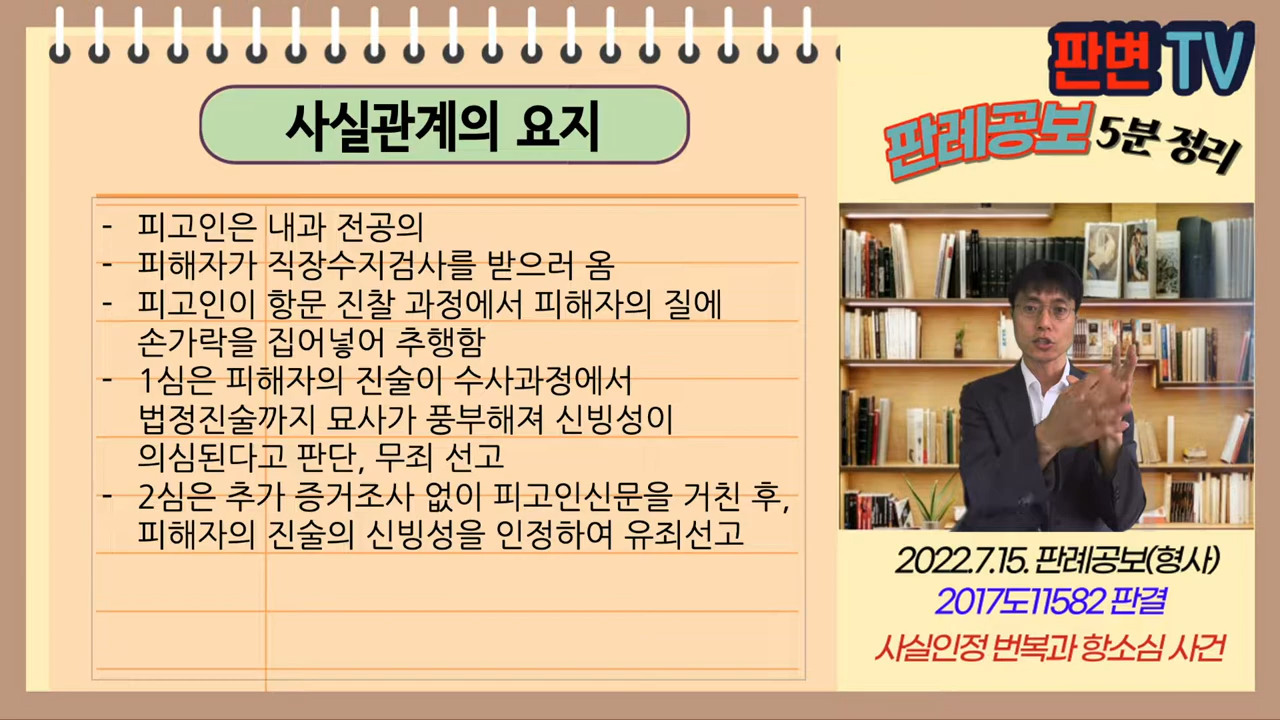 사실관계의 요지
- 피고인은 내과 전공의
- 피해자가 직장수지검사를 받으러 옴
- 피고인이 항문 진찰 과정에서 피해자의 질에
손가락을 집어넣어 추행함
- 1심은 피해자의 진술이 수사과정에서
법정진술까지 묘사가 풍부해져 신빙성이
의심된다고 판단, 무죄 선고
- 2심은 추가 증거조사 없이 피고인신문을 거친 후,
피해자의 진술의 신빙성을 인정하여 유죄선고
판변 TV
판례공보 5분 정리
2022.7.15. 판례공보(형사)
2017도11582 판결
사실인정 번복과 항소심 사건